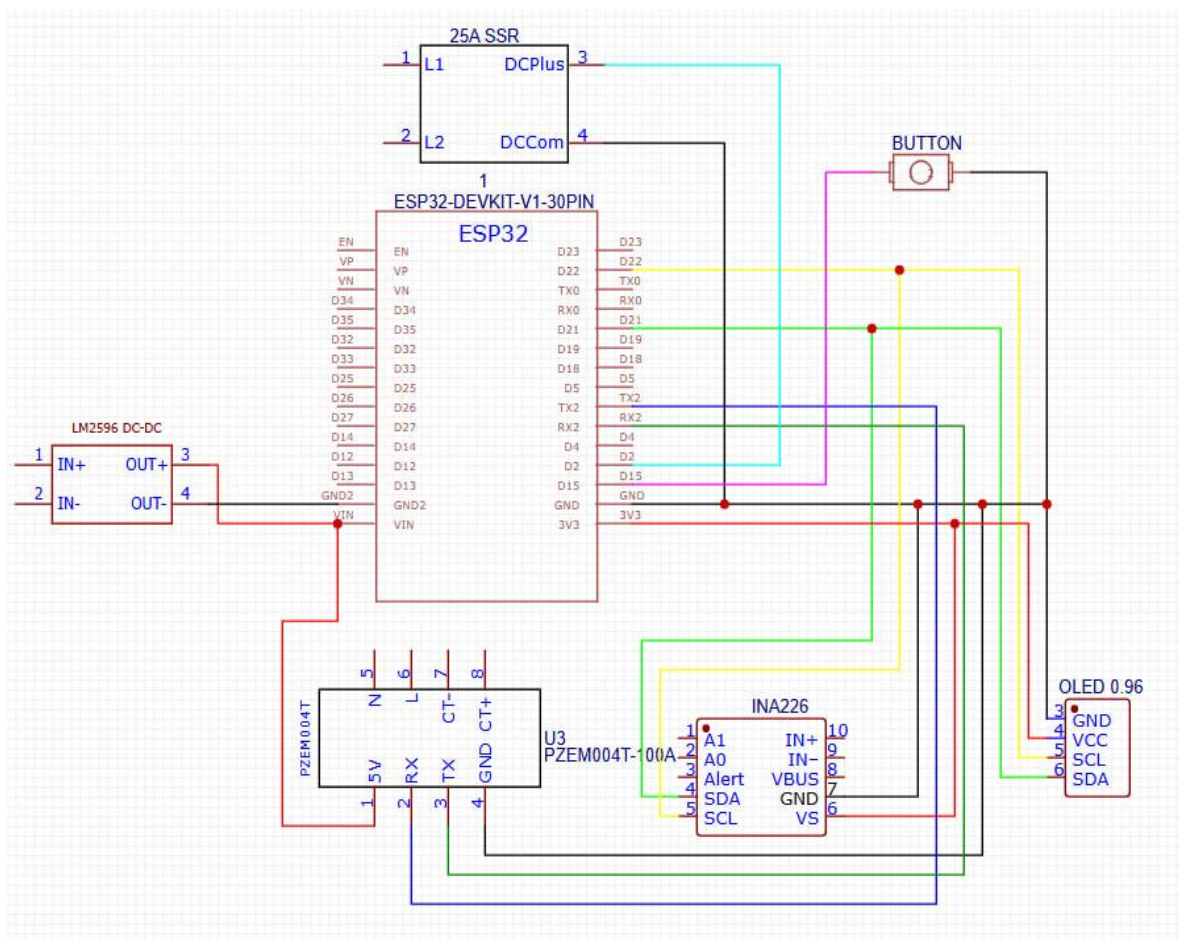 25A SSR
1 L1 DCPlus 3
2 L2 DCCom 4
1
ESP32-DEVKIT-V1-30PIN
ESP32
BUTTON
EN EN D23 D23
VP VP D22 D22
VN VN TX0 TX0
D34 D34 RX0 RX0
D35 D35 D21 D21
D32 D32 D19 D19
D33 D33 D18 D18
D25 D25 D5 D5
D26 D26 TX2 TX2
D27 D27 RX2 RX2
D14 D14 D4 D4
D12 D12 D2 D2
D13 D13 D15 D15
GND2 GND2 GND GND
VIN VIN 3V3 3V3
LM2596 DC-DC
1 IN+ OUT+ 3
2 IN- OUT- 4
5 6 7 8
N L CT- CT+
PZEM004T
5V RX TX GND
1 2 3 4
U3
PZEM004T-100A
INA226
1 A1 IN+ 10
2 A0 IN- 9
3 Alert VBUS 8
4 SDA GND 7
5 SCL VS 6
OLED 0.96
3 GND
4 VCC
5 SCL
6 SDA